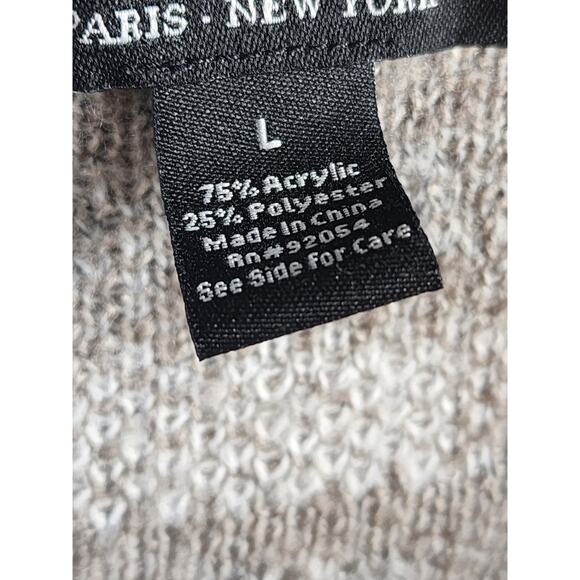 PARIS · NEW YORK
L
75% Acrylic
25% Polyester
Made In China
Rn#92054
See Side For Care